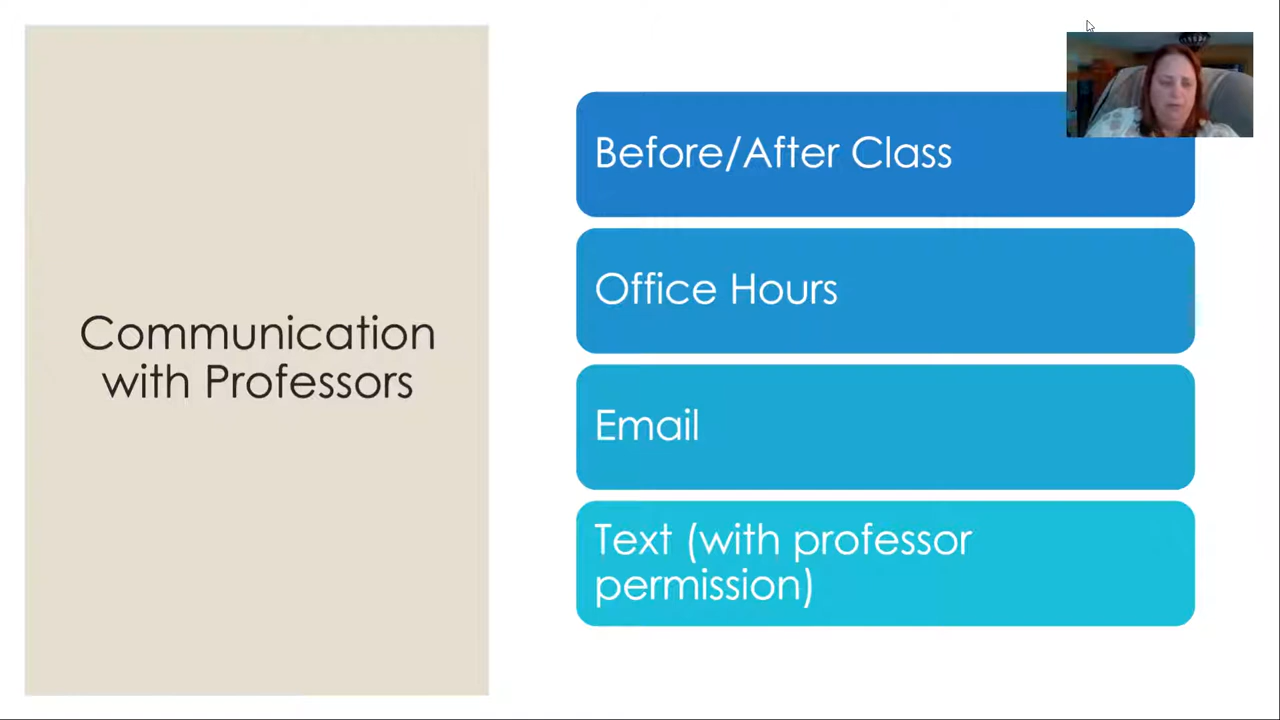 Communication
with Professors
Before/After Class
Office Hours
Email
Text (with professor
permission)